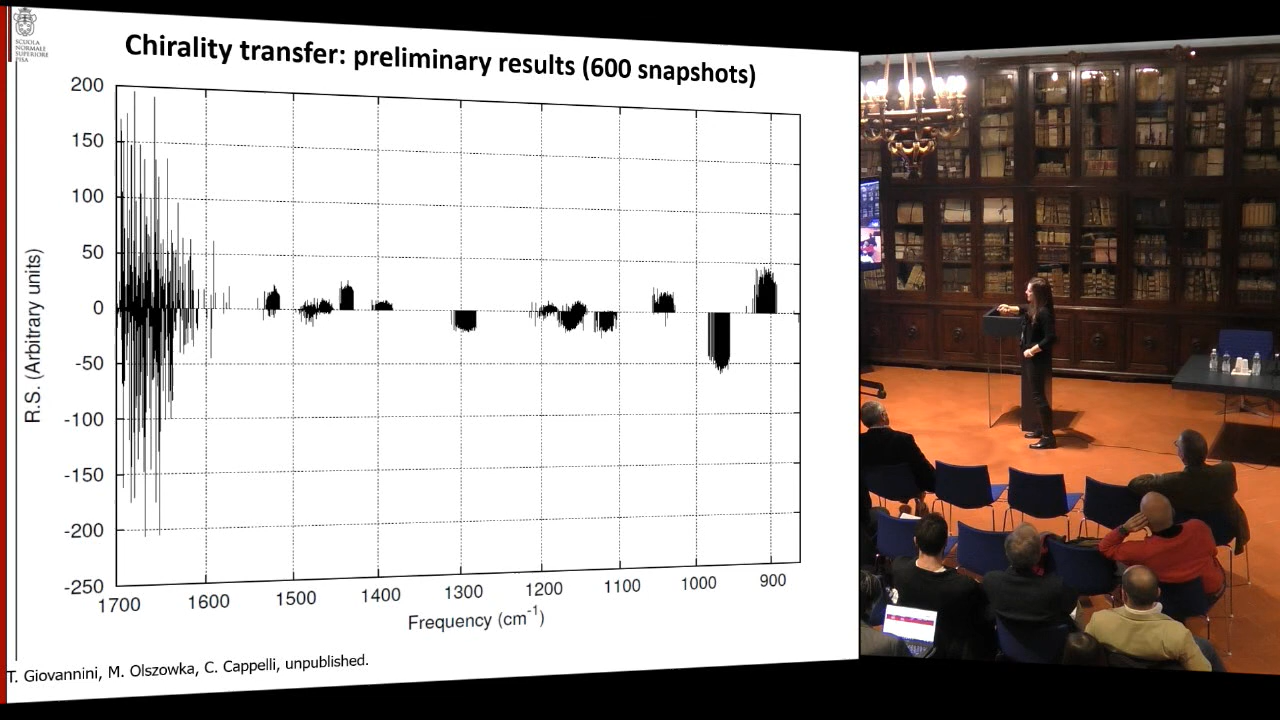 SCUOLA
NORMALE
SUPERIORE
PISA
Chirality transfer: preliminary results (600 snapshots)
200
150
100
50
0
-50
-100
-150
-200
-250
R.S. (Arbitrary units)
1700 1600 1500 1400 1300 1200 1100 1000 900
Frequency (cm⁻¹)
T. Giovannini, M. Olszowka, C. Cappelli, unpublished.